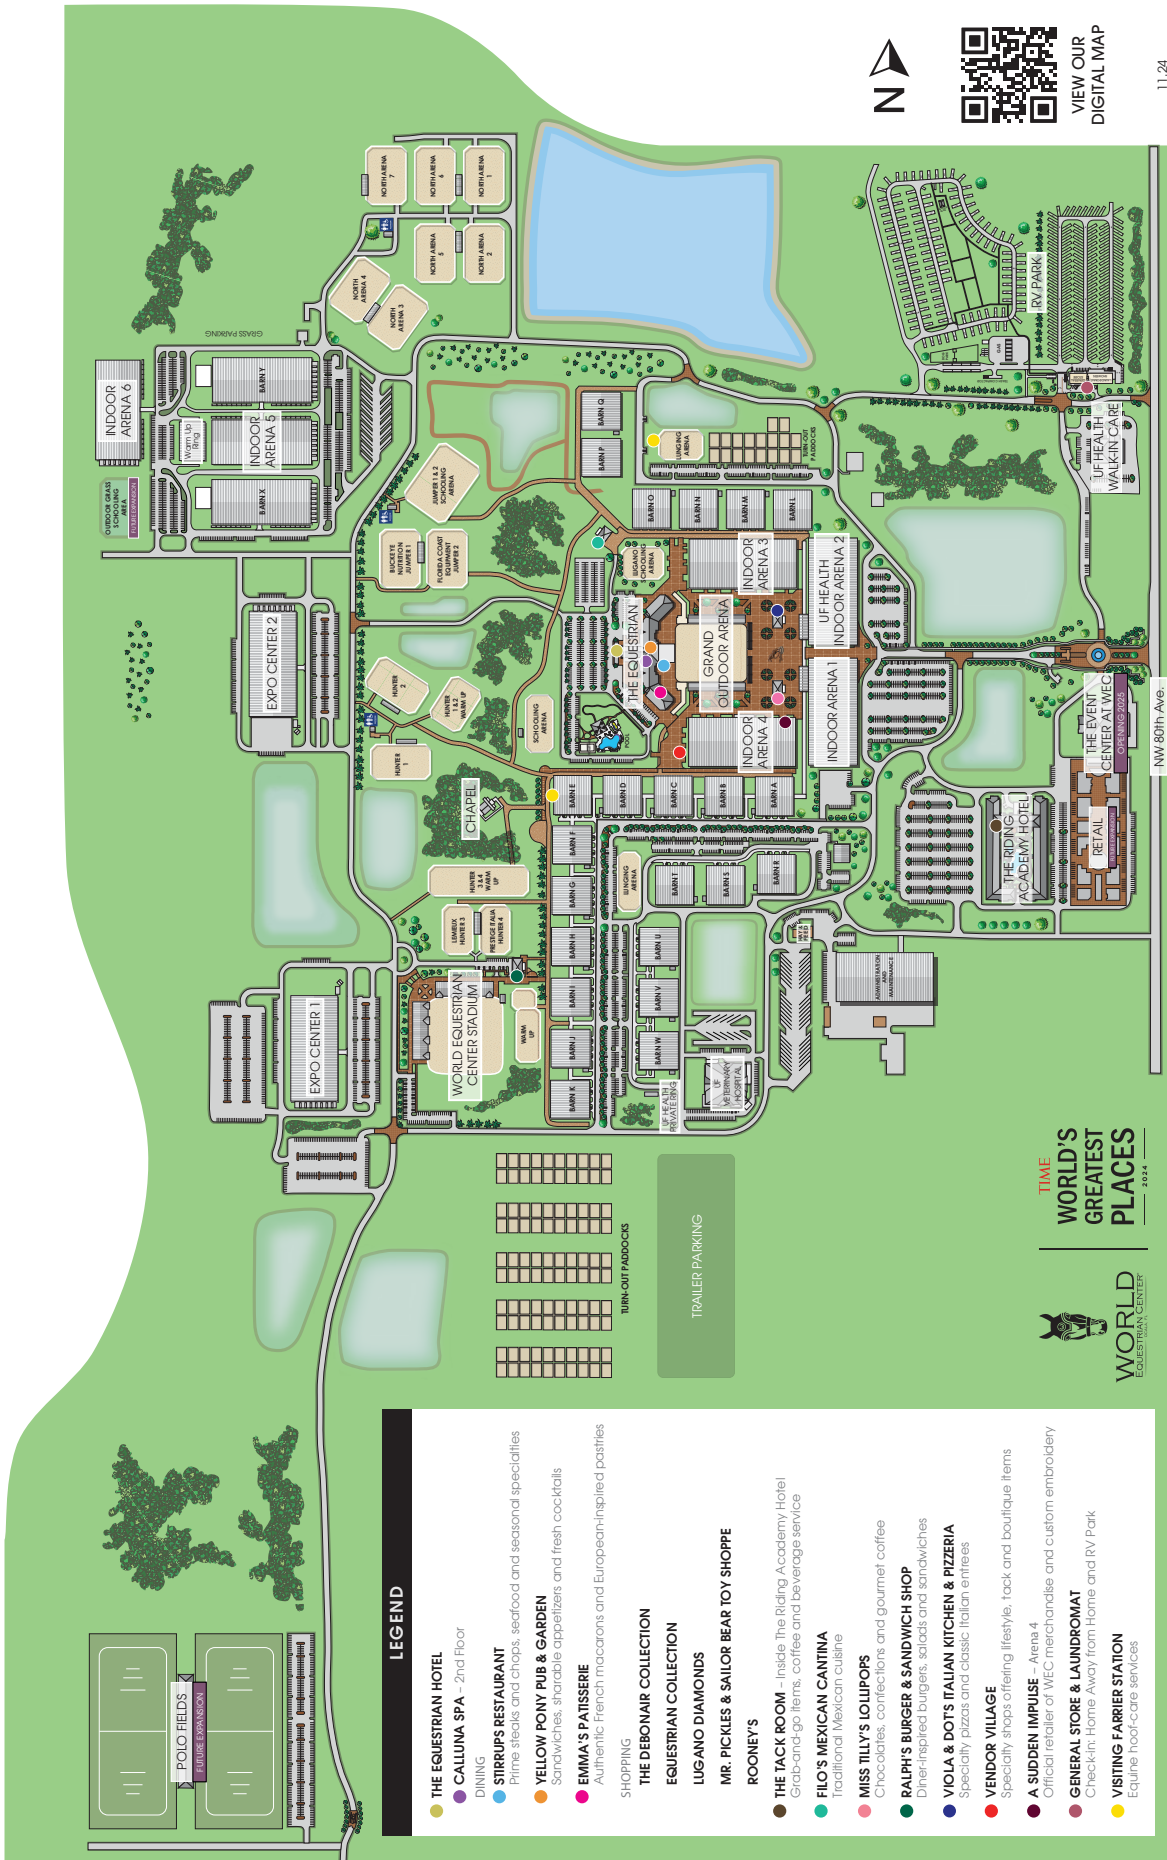 N
VIEW OUR
DIGITAL MAP
11.24
INDOOR
ARENA 6
OUTDOOR GRASS
SCHOOLING
AREA
FUTURE EXPANSION
Warm Up
Ring
BARN Y
INDOOR
ARENA 5
BARN X
GRASS PARKING
NORTH ARENA
7
NORTH ARENA
6
NORTH ARENA
1
NORTH ARENA
5
NORTH ARENA
2
NORTH
ARENA 4
NORTH
ARENA 3
EXPO CENTER 2
BUCKEYE
NUTRITION
JUMPER 1
FLORIDA COAST
EQUIPMENT
JUMPER 2
JUMPER 1 & 2
SCHOOLING
ARENA
HUNTER
2
HUNTER
1 & 2
WARM UP
HUNTER
1
SCHOOLING
ARENA
CHAPEL
HUNTER
3 & 4
WARM
UP
LEMIEUX
HUNTER 3
PRESTIGE ITALIA
HUNTER 4
WORLD EQUESTRIAN
CENTER STADIUM
WARM
UP
EXPO CENTER 1
BARN Q
BARN P
BARN O
BARN N
BARN M
BARN L
LUNGING
ARENA
TURN-OUT
PADDOCKS
LUGANO
SCHOOLING
ARENA
THE EQUESTRIAN
POOL
GRAND
OUTDOOR ARENA
INDOOR
ARENA 3
INDOOR
ARENA 4
UF HEALTH
INDOOR ARENA 2
INDOOR ARENA 1
BARN E
BARN D
BARN C
BARN B
BARN A
BARN F
BARN G
BARN H
BARN I
BARN J
BARN K
LUNGING
ARENA
BARN T
BARN S
BARN R
BARN U
BARN V
BARN W
UF HEALTH
PRIVATE RING
UF
VETERINARY
HOSPITAL
HAY &
FEED
ADMINISTRATION
AND
MAINTENANCE
RV PARK
GAS
UF HEALTH
WALK-IN CARE
THE RIDING
ACADEMY HOTEL
RETAIL
FUTURE EXPANSION
THE EVENT
CENTER AT WEC
OPENING 2025
NW 80th Ave.
TURN-OUT PADDOCKS
TRAILER PARKING
POLO FIELDS
FUTURE EXPANSION
TIME
WORLD'S
GREATEST
PLACES
2024
WORLD
EQUESTRIAN CENTER
LEGEND
THE EQUESTRIAN HOTEL
CALLUNA SPA – 2nd Floor
DINING
STIRRUPS RESTAURANT
Prime steaks and chops, seafood and seasonal specialties
YELLOW PONY PUB & GARDEN
Sandwiches, sharable appetizers and fresh cocktails
EMMA'S PATISSERIE
Authentic French macarons and European-inspired pastries
SHOPPING
THE DEBONAIR COLLECTION
EQUESTRIAN COLLECTION
LUGANO DIAMONDS
MR. PICKLES & SAILOR BEAR TOY SHOPPE
ROONEY'S
THE TACK ROOM – Inside The Riding Academy Hotel
Grab-and-go items, coffee and beverage service
FILO'S MEXICAN CANTINA
Traditional Mexican cuisine
MISS TILLY'S LOLLIPOPS
Chocolates, confections and gourmet coffee
RALPH'S BURGER & SANDWICH SHOP
Diner-inspired burgers, salads and sandwiches
VIOLA & DOT'S ITALIAN KITCHEN & PIZZERIA
Specialty pizzas and classic Italian entrees
VENDOR VILLAGE
Specialty shops offering lifestyle, tack and boutique items
A SUDDEN IMPULSE – Arena 4
Official retailer of WEC merchandise and custom embroidery
GENERAL STORE & LAUNDROMAT
Check-in: Home Away from Home and RV Park
VISITING FARRIER STATION
Equine hoof-care services